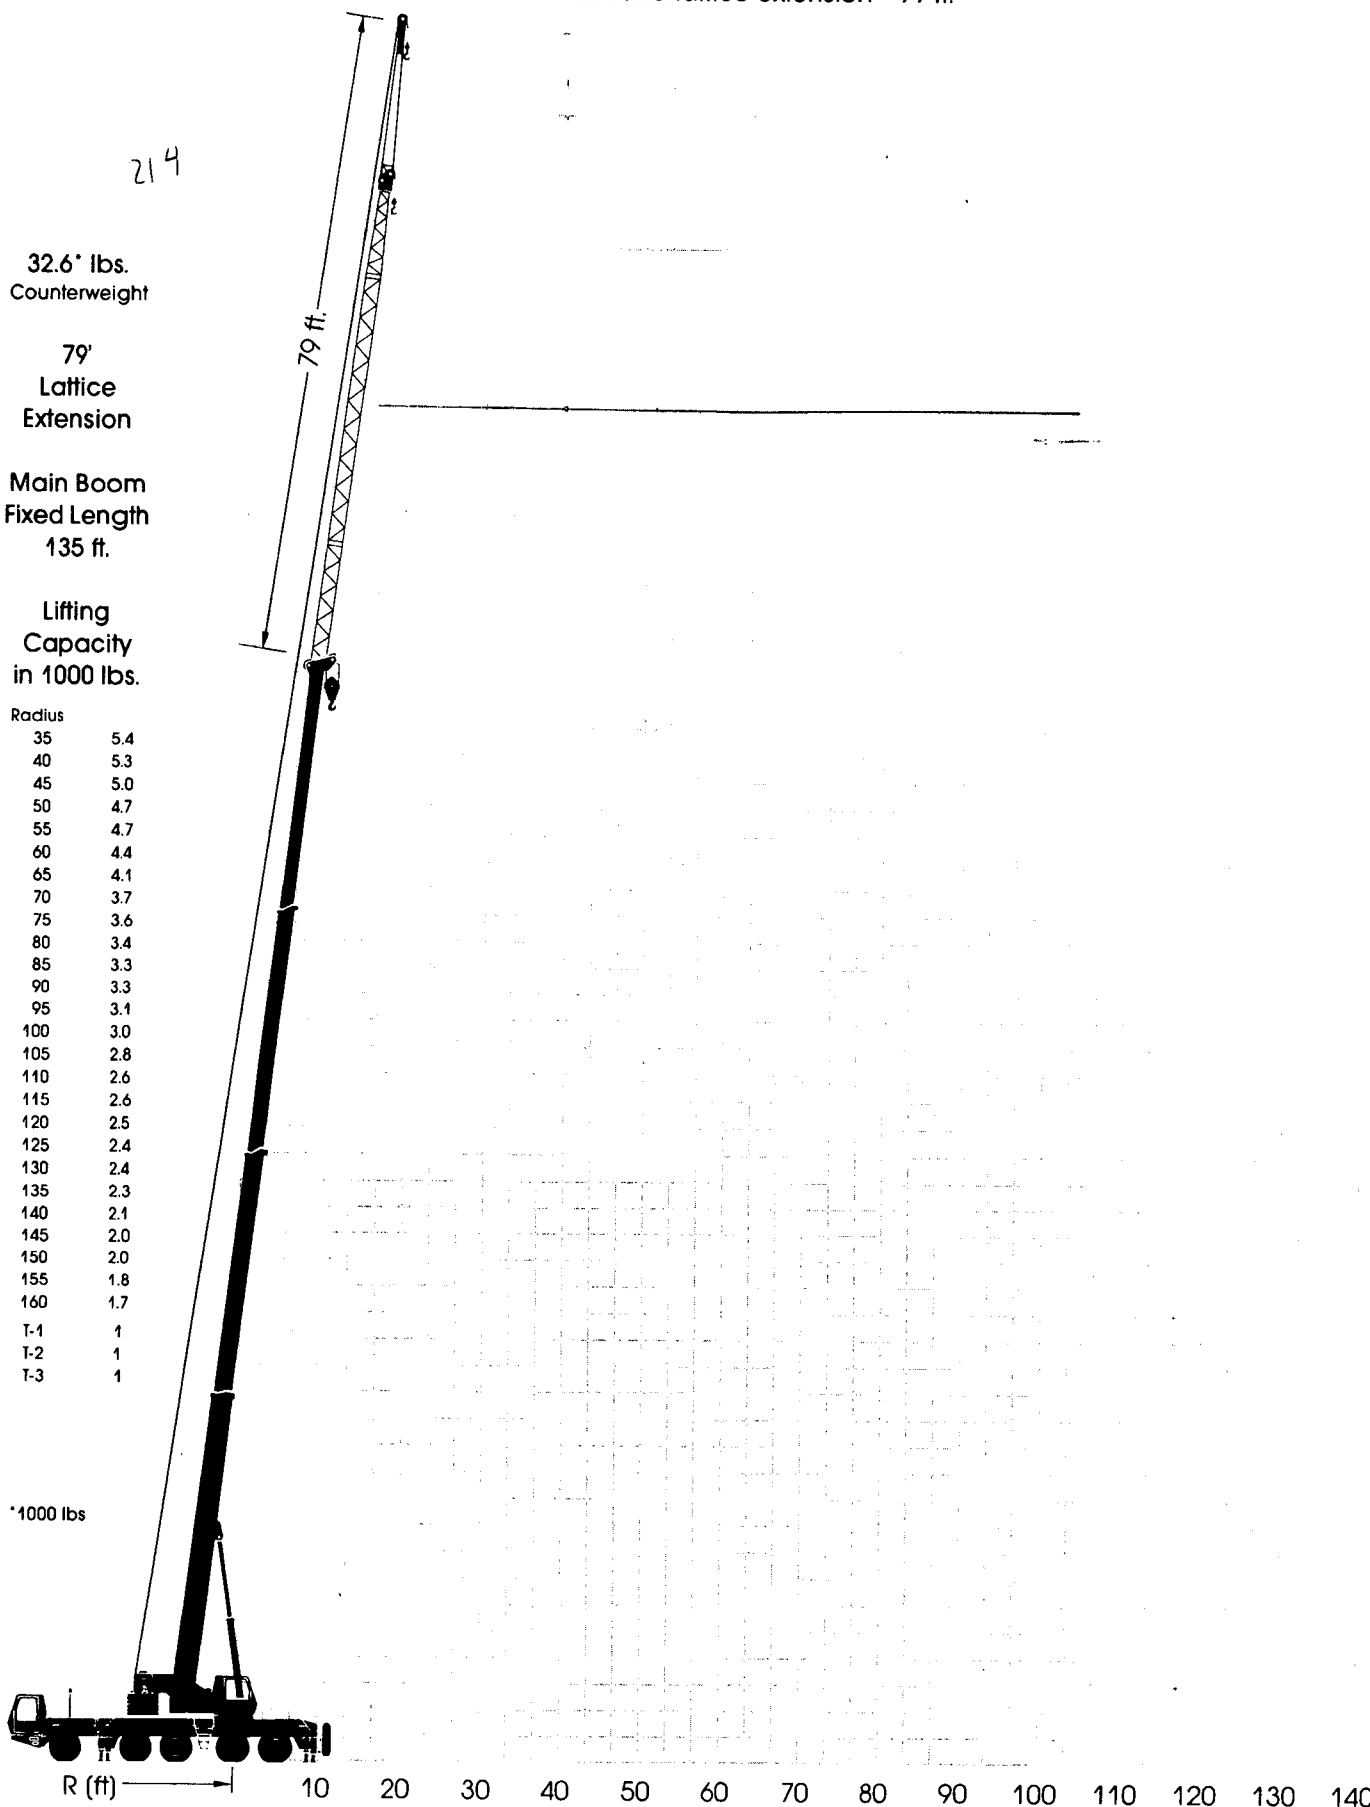 214
32.6* lbs.
Counterweight
79'
Lattice
Extension
Main Boom
Fixed Length
135 ft.
Lifting
Capacity
in 1000 lbs.
Radius
35 5.4
40 5.3
45 5.0
50 4.7
55 4.7
60 4.4
65 4.1
70 3.7
75 3.6
80 3.4
85 3.3
90 3.3
95 3.1
100 3.0
105 2.8
110 2.6
115 2.6
120 2.5
125 2.4
130 2.4
135 2.3
140 2.1
145 2.0
150 2.0
155 1.8
160 1.7
T-1 1
T-2 1
T-3 1
*1000 lbs
79 ft.
R (ft) 10 20 30 40 50 60 70 80 90 100 110 120 130 140